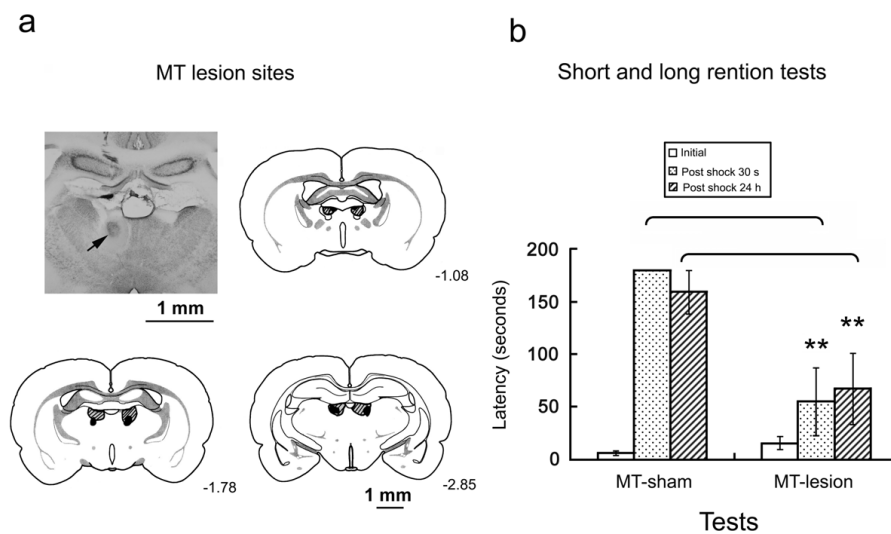 a
MT lesion sites
-1.08
1 mm
-1.78
-2.85
1 mm
b
Short and long rention tests
Initial
Post shock 30 s
Post shock 24 h
200
150
100
50
0
Latency (seconds)
**
**
MT-sham
MT-lesion
Tests